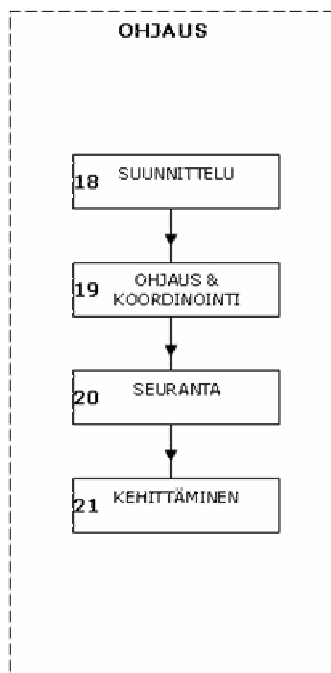 OHJAUS
18 SUUNNITTELU
19 OHJAUS &
KOORDINOINTI
20 SEURANTA
21 KEHITTÄMINEN